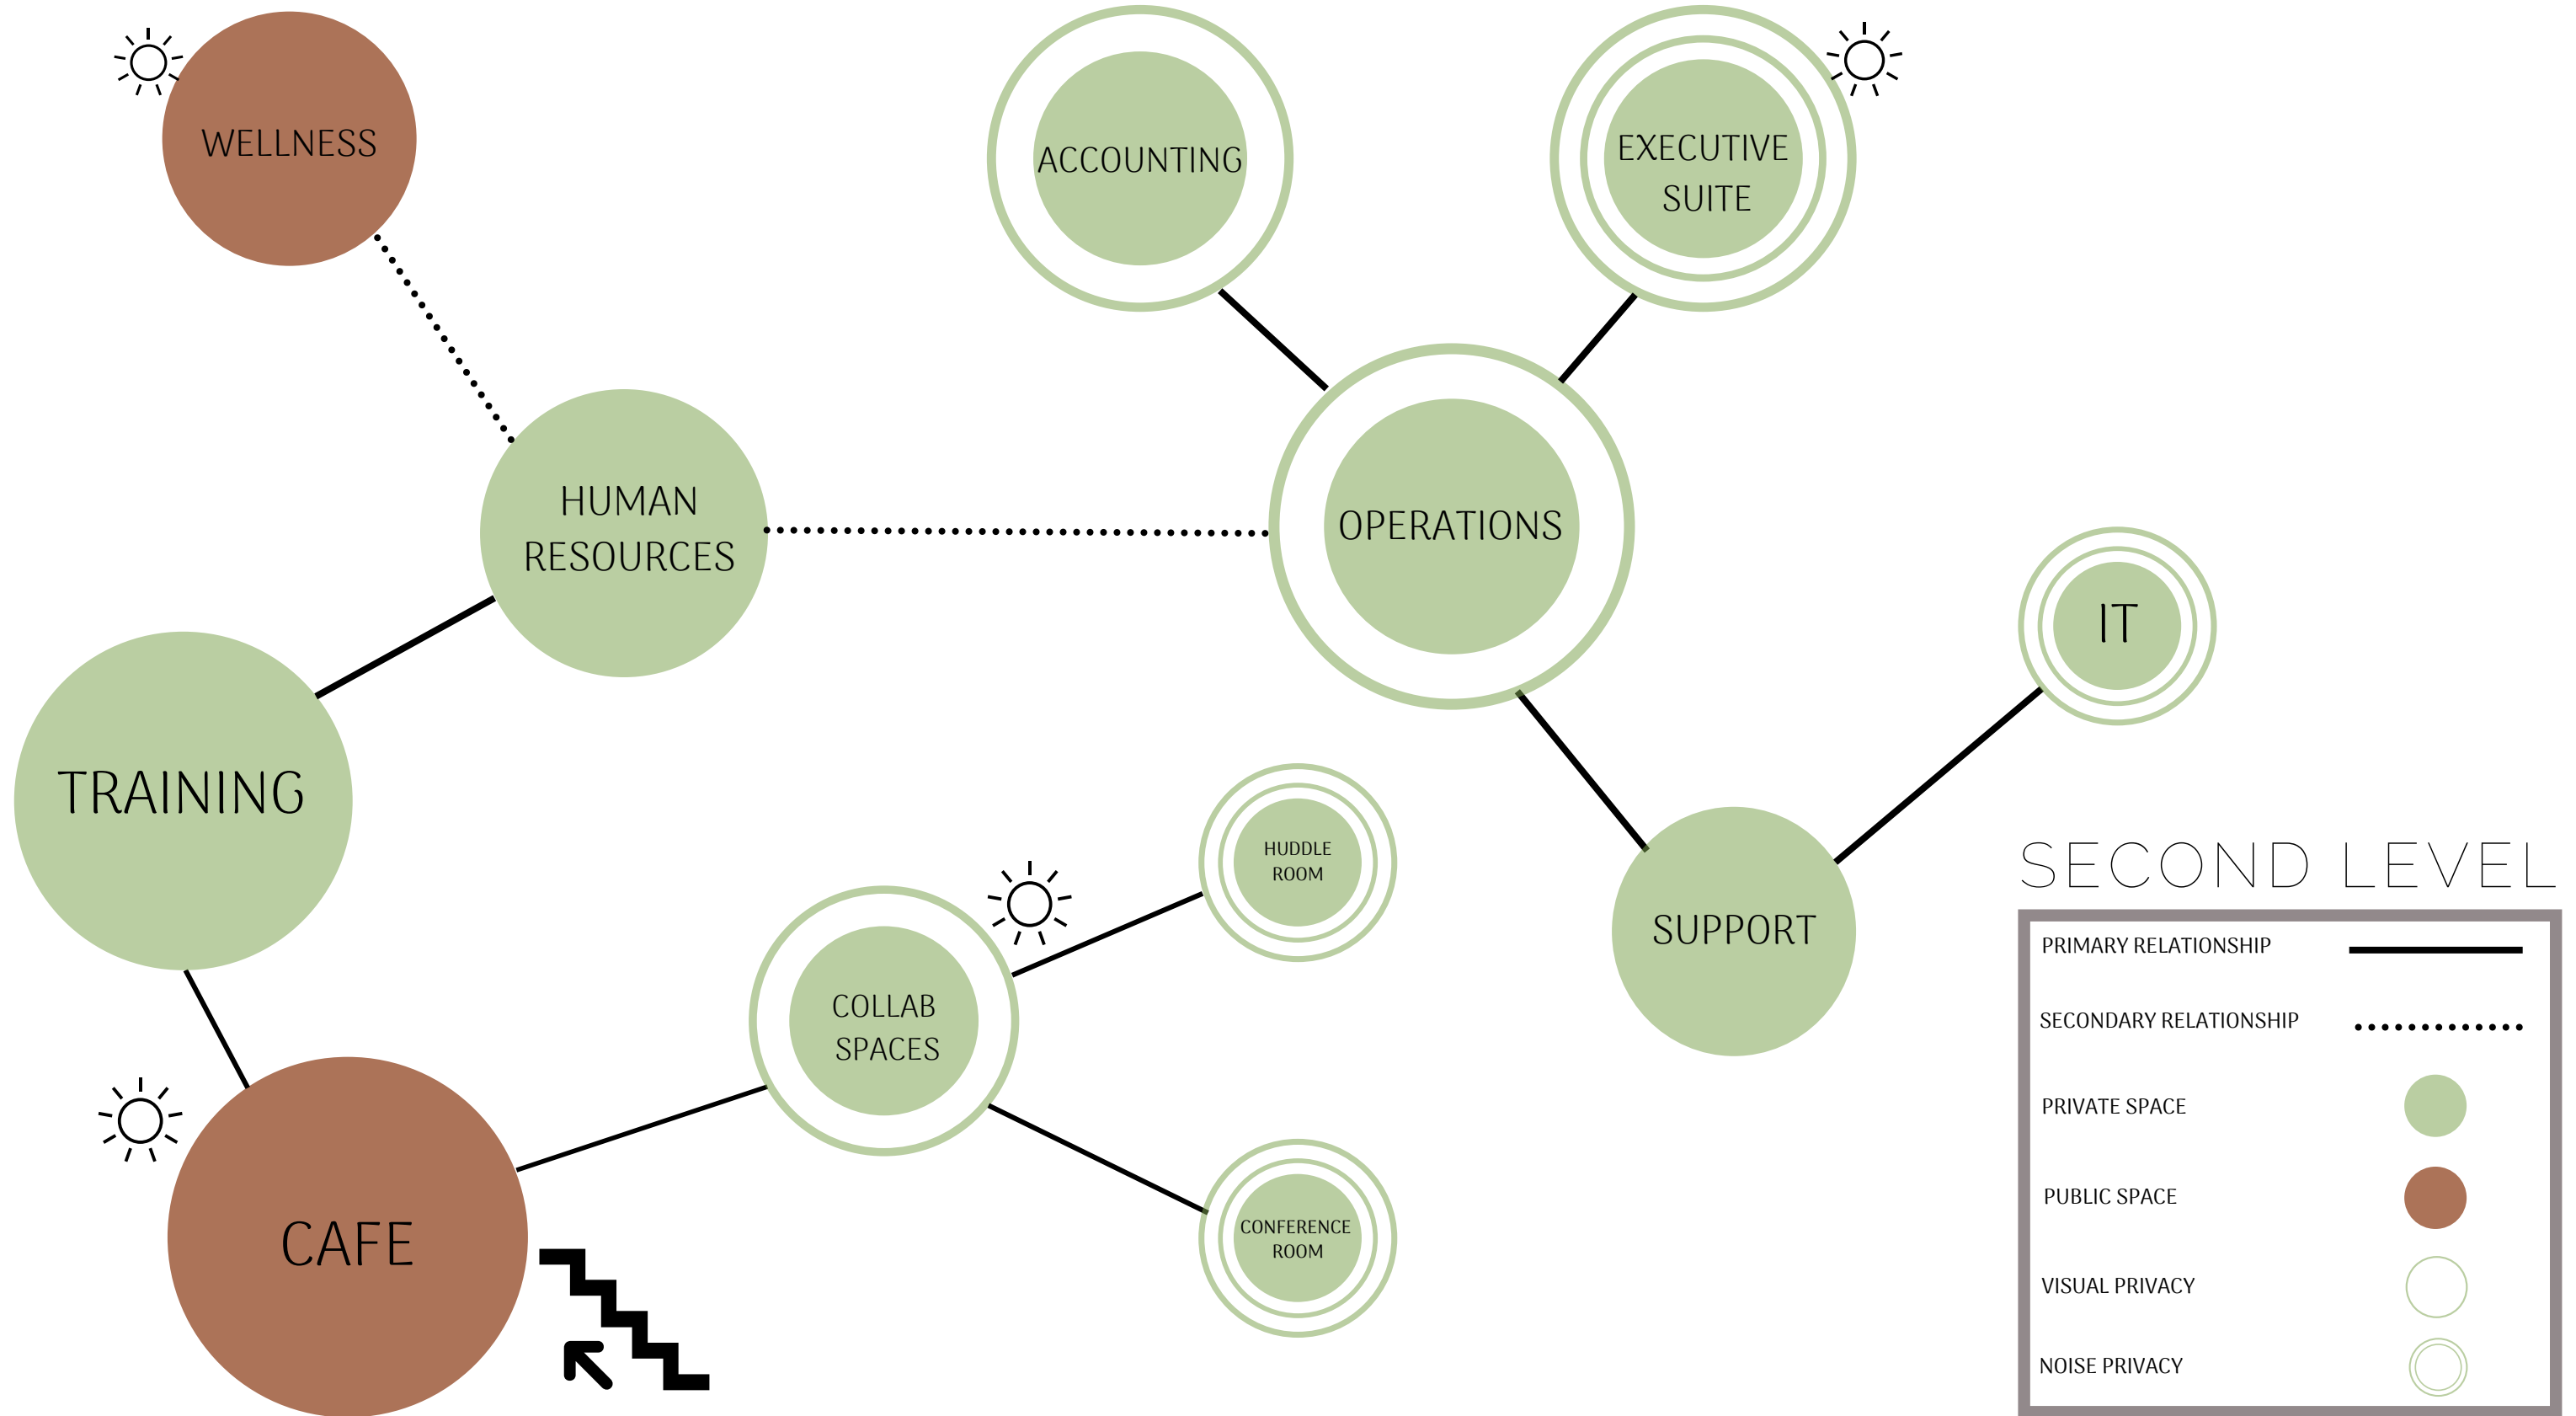 WELLNESS
ACCOUNTING
EXECUTIVE
SUITE
HUMAN
RESOURCES
OPERATIONS
IT
TRAINING
HUDDLE
ROOM
SUPPORT
COLLAB
SPACES
CAFE
CONFERENCE
ROOM
SECOND LEVEL
PRIMARY RELATIONSHIP
SECONDARY RELATIONSHIP
PRIVATE SPACE
PUBLIC SPACE
VISUAL PRIVACY
NOISE PRIVACY